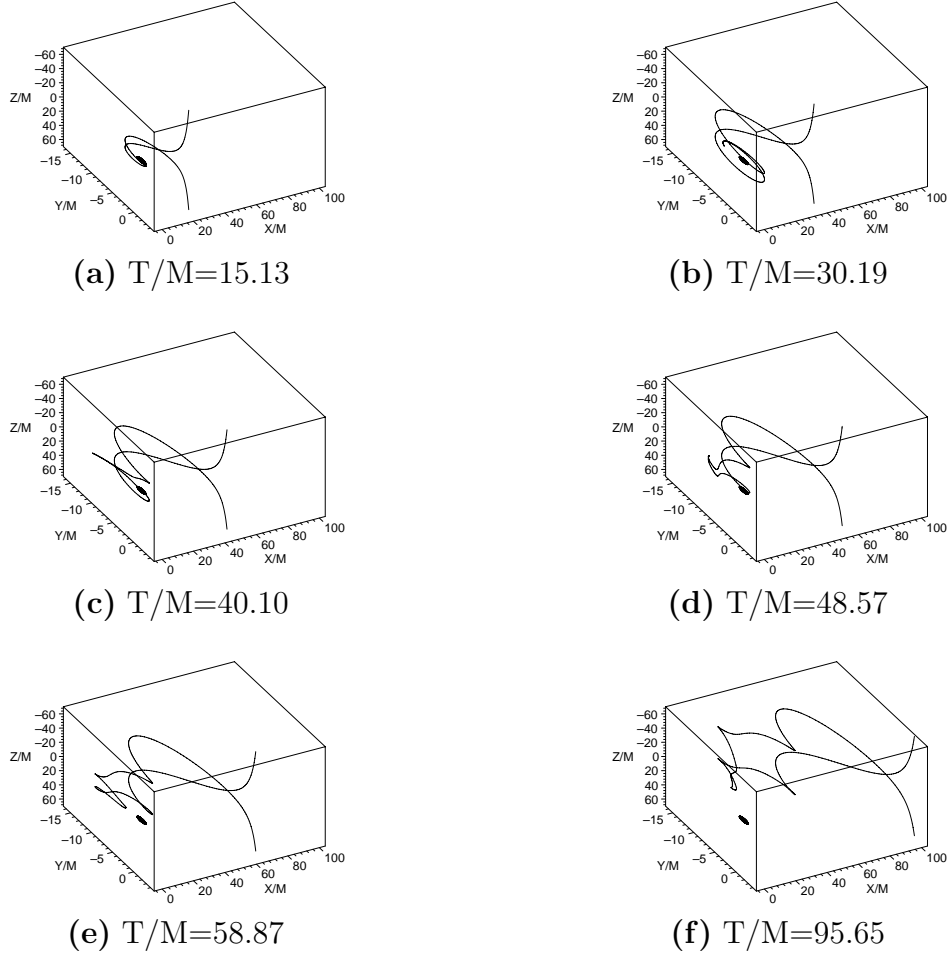 −60
−40
−20
Z/M 0
20
40
60
−15
−10
Y/M −5
0
0 20 40 60 80 100
X/M
(a) T/M=15.13
−60
−40
−20
Z/M 0
20
40
60
−15
−10
Y/M −5
0
0 20 40 60 80 100
X/M
(b) T/M=30.19
−60
−40
−20
Z/M 0
20
40
60
−15
−10
Y/M −5
0
0 20 40 60 80 100
X/M
(c) T/M=40.10
−60
−40
−20
Z/M 0
20
40
60
−15
−10
Y/M −5
0
0 20 40 60 80 100
X/M
(d) T/M=48.57
−60
−40
−20
Z/M 0
20
40
60
−15
−10
Y/M −5
0
0 20 40 60 80 100
X/M
(e) T/M=58.87
−60
−40
−20
Z/M 0
20
40
60
−15
−10
Y/M −5
0
0 20 40 60 80 100
X/M
(f) T/M=95.65